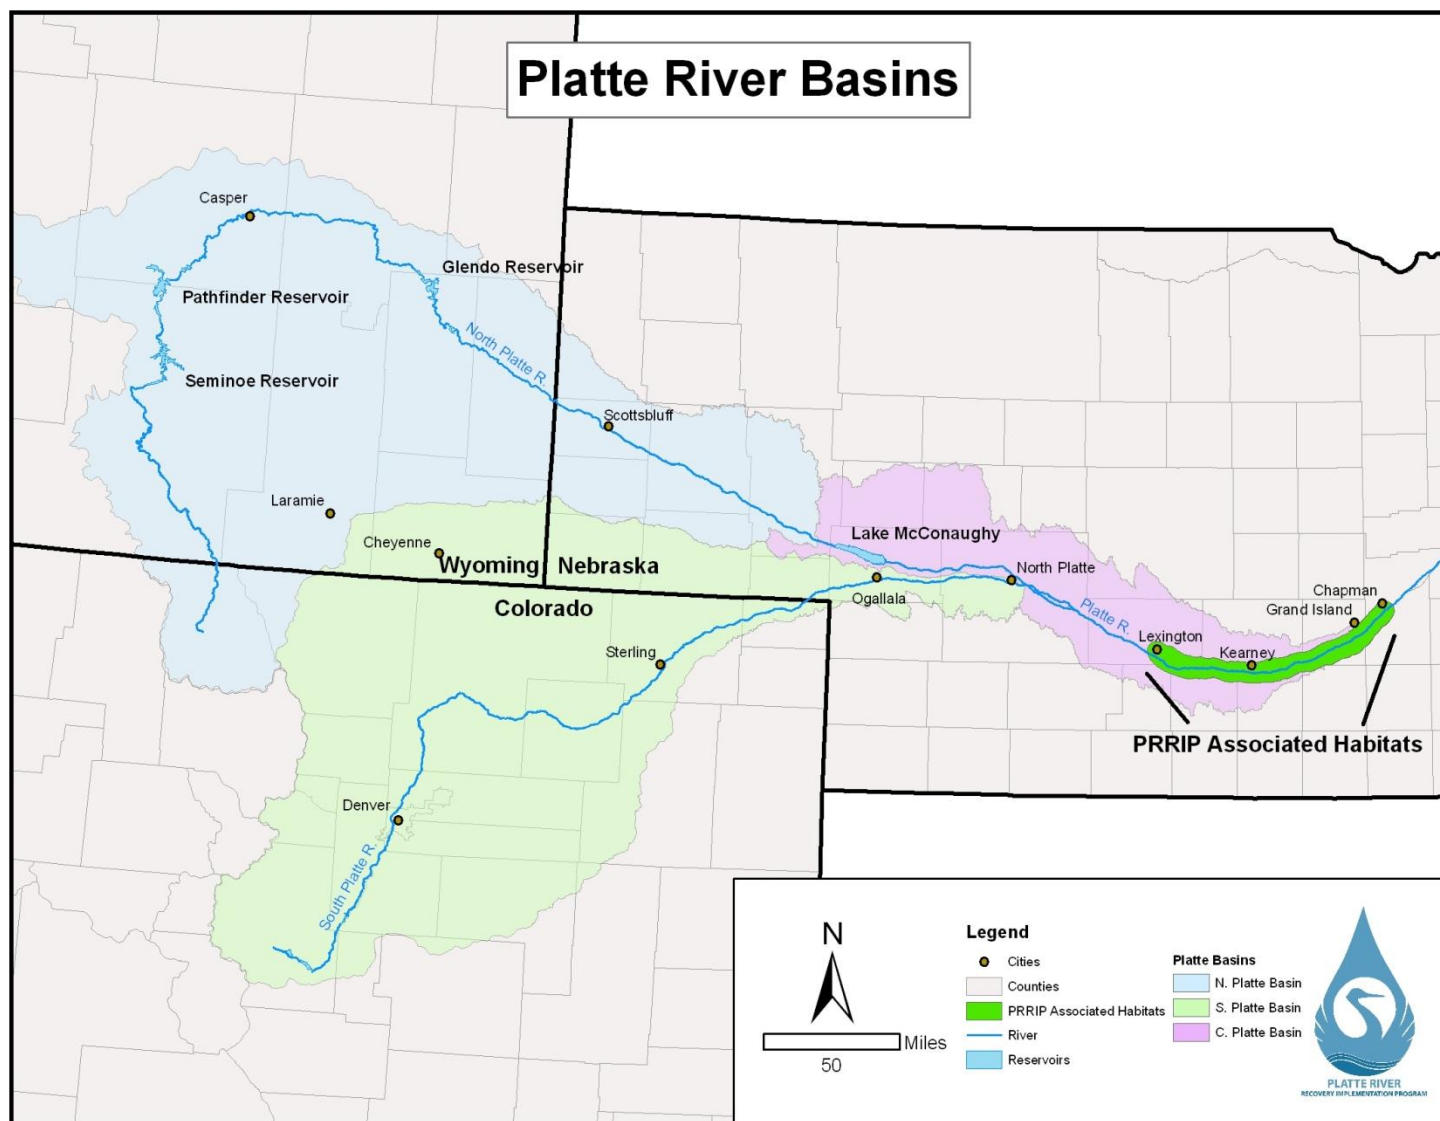 Platte River Basins
Casper
Glendo Reservoir
Pathfinder Reservoir
North Platte R.
Seminoe Reservoir
Scottsbluff
Laramie
Cheyenne
Wyoming
Nebraska
Colorado
Lake McConaughy
North Platte
Ogallala
Platte R.
Chapman
Grand Island
Lexington
Kearney
Sterling
PRRIP Associated Habitats
Denver
South Platte R.
N
Miles
50
Legend
Cities
Counties
PRRIP Associated Habitats
River
Reservoirs
Platte Basins
N. Platte Basin
S. Platte Basin
C. Platte Basin
PLATTE RIVER
RECOVERY IMPLEMENTATION PROGRAM